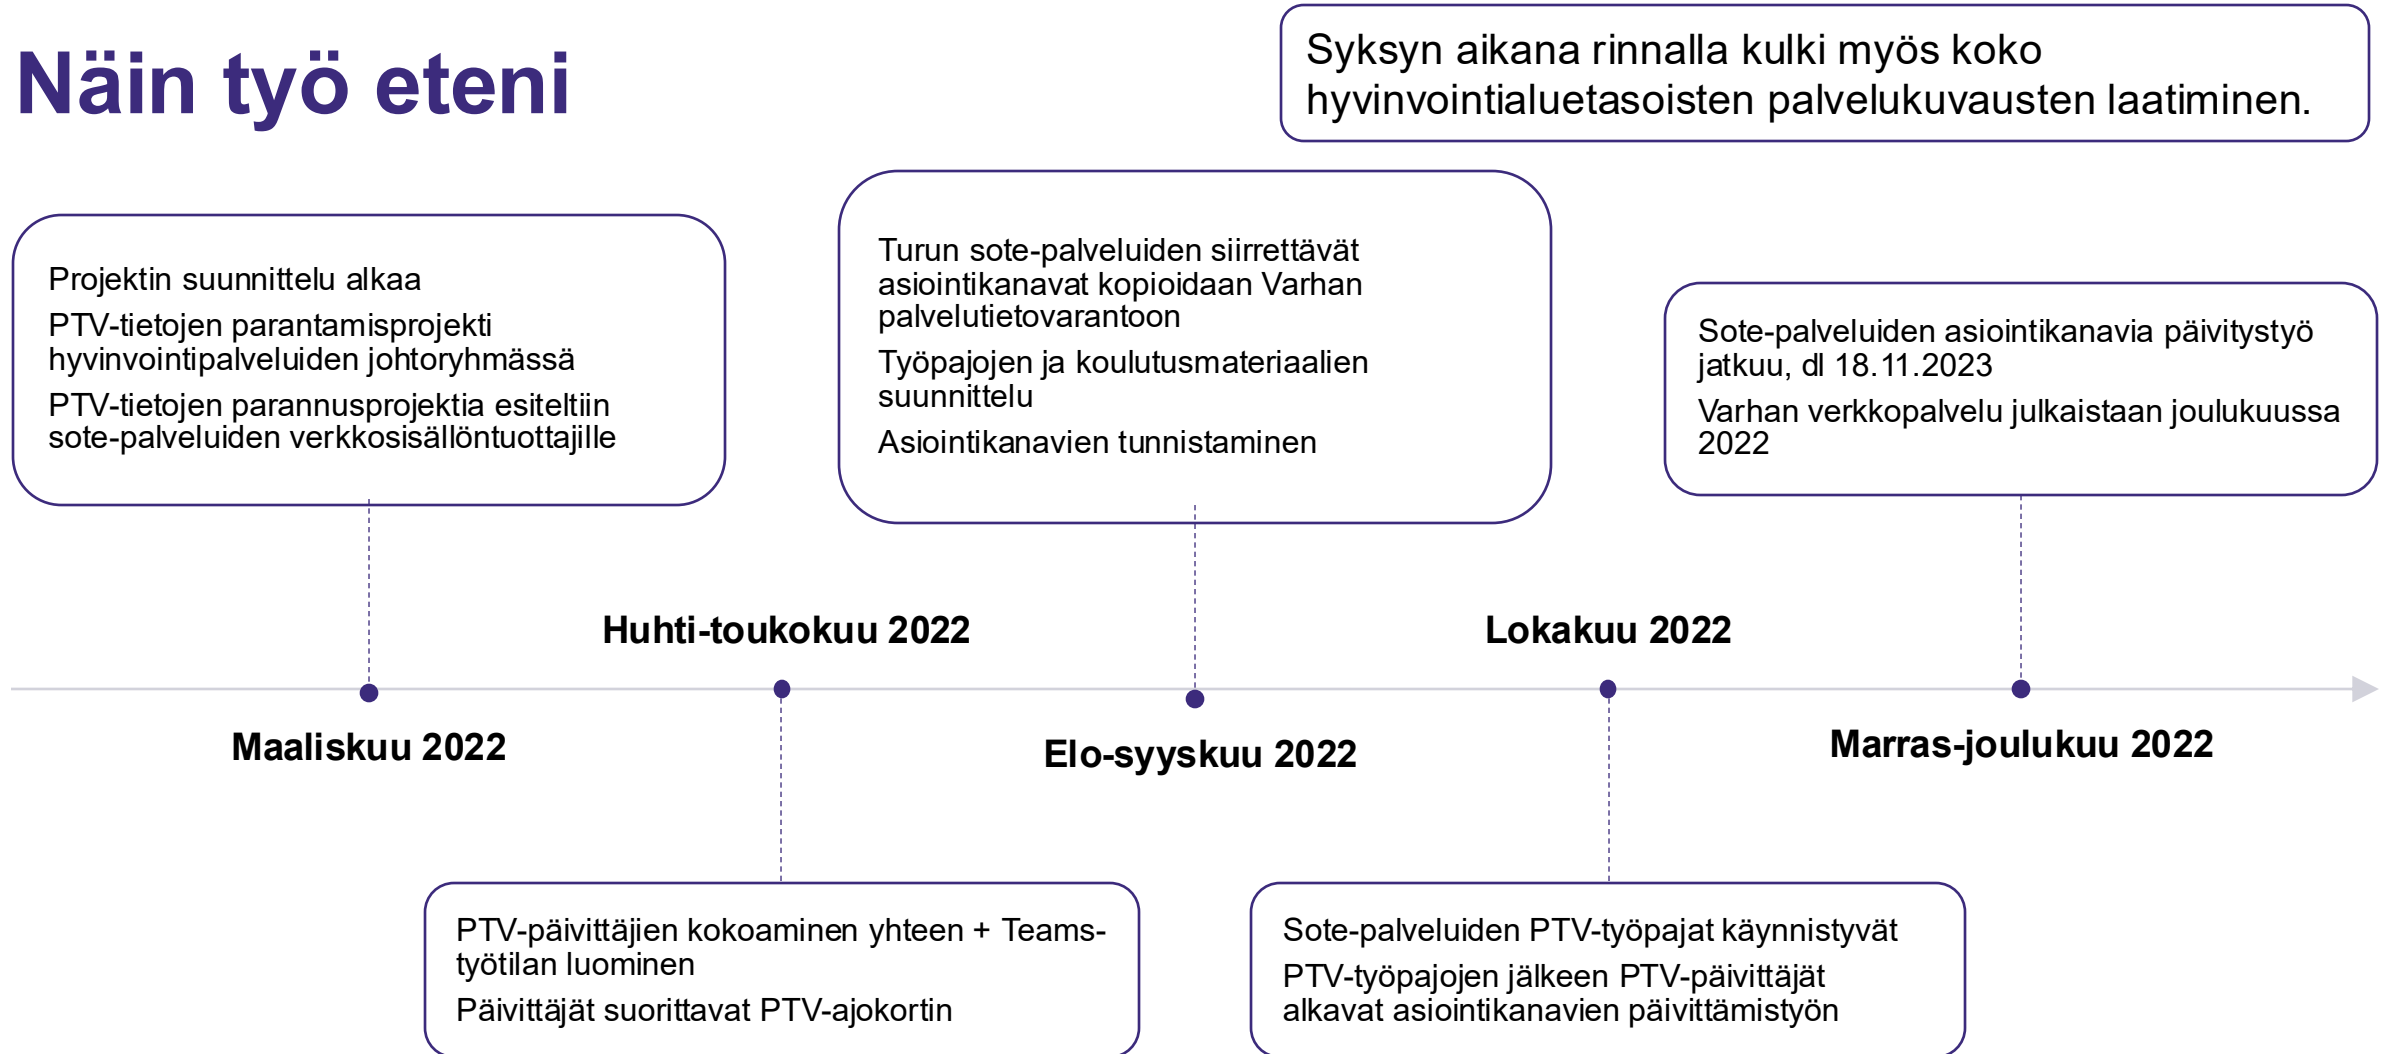 Näin työ eteni
Syksyn aikana rinnalla kulki myös koko
hyvinvointialuetasoisten palvelukuvausten laatiminen.
Projektin suunnittelu alkaa
PTV-tietojen parantamisprojekti
hyvinvointipalveluiden johtoryhmässä
PTV-tietojen parannusprojektia esiteltiin
sote-palveluiden verkkosisällöntuottajille
Maaliskuu 2022
Huhti-toukokuu 2022
PTV-päivittäjien kokoaminen yhteen + Teams-
työtilan luominen
Päivittäjät suorittavat PTV-ajokortin
Turun sote-palveluiden siirrettävät
asiointikanavat kopioidaan Varhan
palvelutietovarantoon
Työpajojen ja koulutusmateriaalien
suunnittelu
Asiointikanavien tunnistaminen
Elo-syyskuu 2022
Lokakuu 2022
Sote-palveluiden PTV-työpajat käynnistyvät
PTV-työpajojen jälkeen PTV-päivittäjät
alkavat asiointikanavien päivittämistyön
Sote-palveluiden asiointikanavia päivitystyö
jatkuu, dl 18.11.2023
Varhan verkkopalvelu julkaistaan joulukuussa
2022
Marras-joulukuu 2022